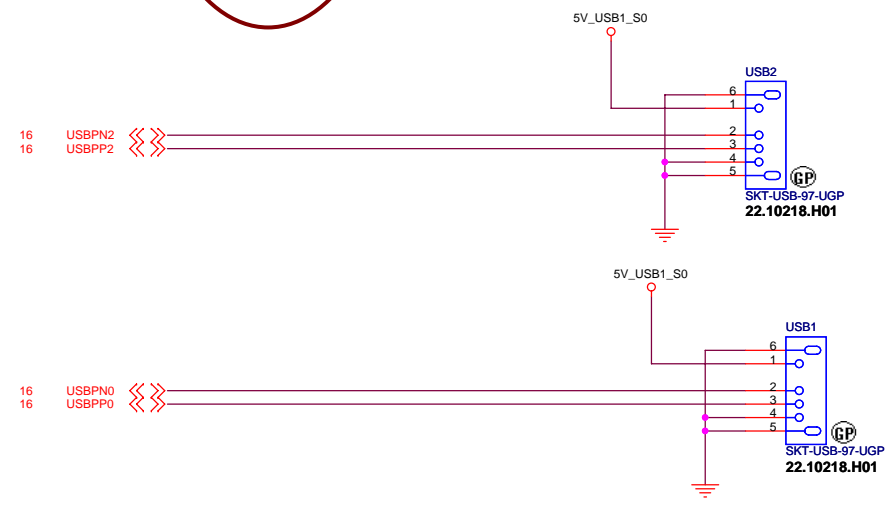 5V_USB1_S0
USB2
6
1
16 USBPN2 2
16 USBPP2 3
4
5
GP
SKT-USB-97-UGP
22.10218.H01
5V_USB1_S0
USB1
6
1
16 USBPN0 2
16 USBPP0 3
4
5
GP
SKT-USB-97-UGP
22.10218.H01